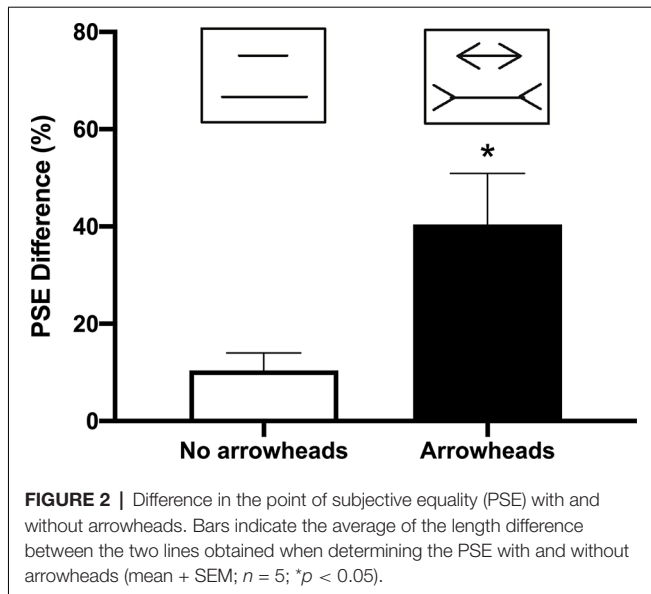 80
60
40
20
0
PSE Difference (%)
*
No arrowheads
Arrowheads
FIGURE 2 | Difference in the point of subjective equality (PSE) with and
without arrowheads. Bars indicate the average of the length difference
between the two lines obtained when determining the PSE with and without
arrowheads (mean + SEM; n = 5; *p < 0.05).